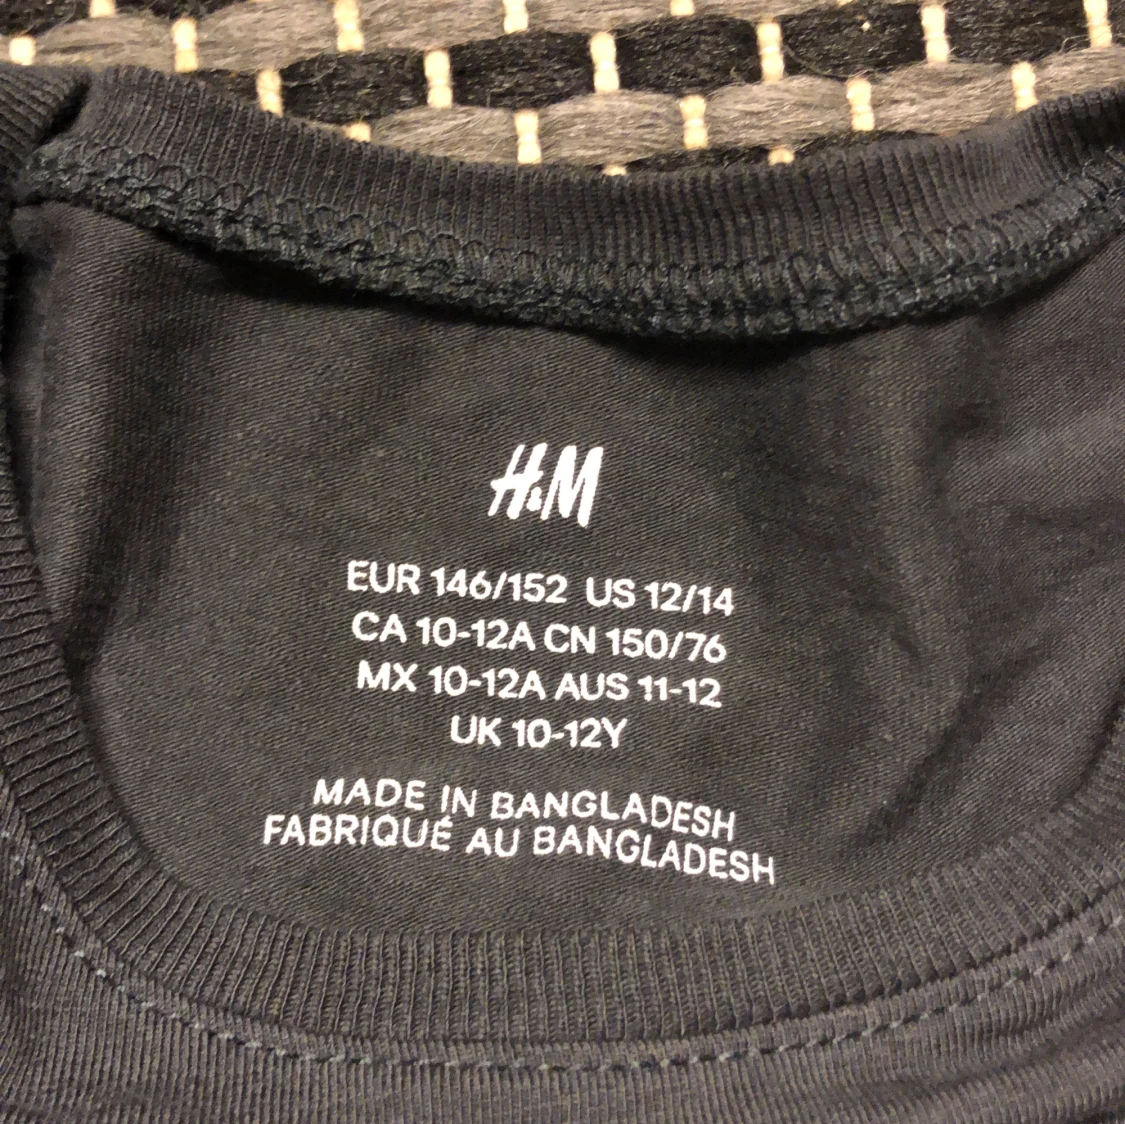 H&M
EUR 146/152 US 12/14
CA 10-12A CN 150/76
MX 10-12A AUS 11-12
UK 10-12Y
MADE IN BANGLADESH
FABRIQUÉ AU BANGLADESH